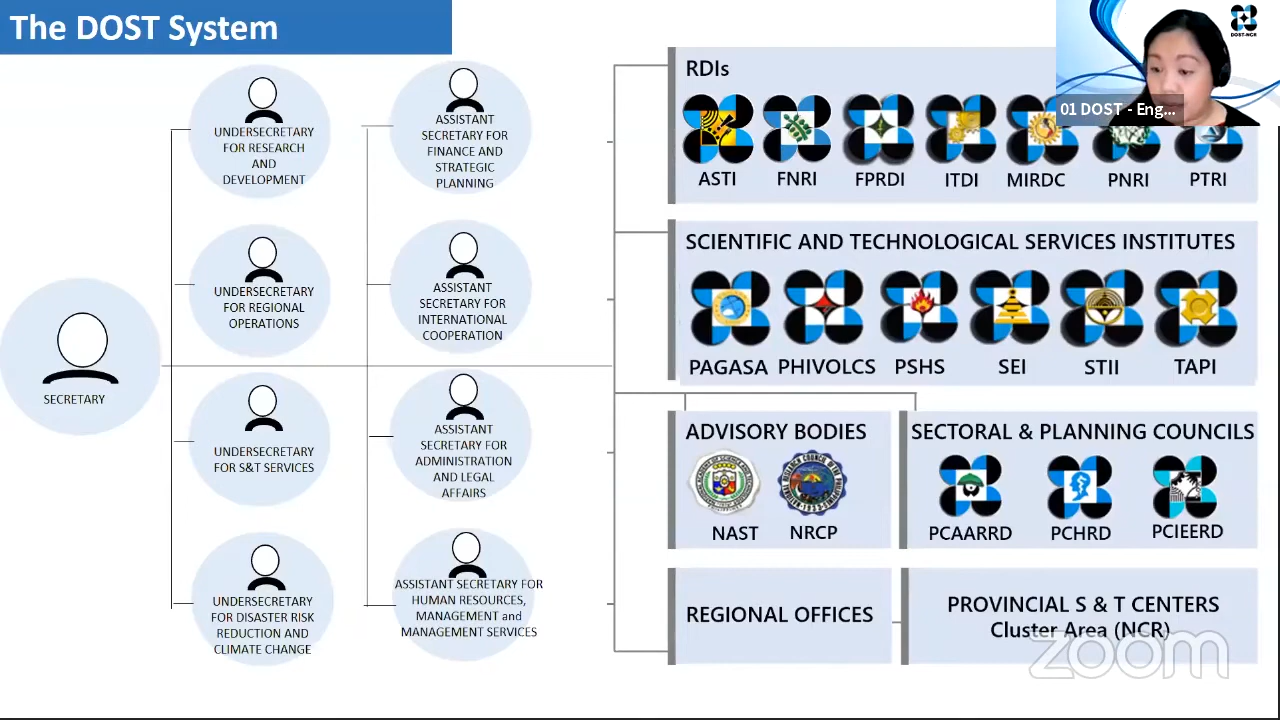 The DOST System
DOST-NCR
01 DOST - Eng...
SECRETARY
UNDERSECRETARY
FOR RESEARCH
AND
DEVELOPMENT
UNDERSECRETARY
FOR REGIONAL
OPERATIONS
UNDERSECRETARY
FOR S&T SERVICES
UNDERSECRETARY
FOR DISASTER RISK
REDUCTION AND
CLIMATE CHANGE
ASSISTANT
SECRETARY FOR
FINANCE AND
STRATEGIC
PLANNING
ASSISTANT
SECRETARY FOR
INTERNATIONAL
COOPERATION
ASSISTANT
SECRETARY FOR
ADMINISTRATION
AND LEGAL
AFFAIRS
ASSISTANT SECRETARY FOR
HUMAN RESOURCES,
MANAGEMENT and
MANAGEMENT SERVICES
RDIs
ASTI FNRI FPRDI ITDI MIRDC PNRI PTRI
SCIENTIFIC AND TECHNOLOGICAL SERVICES INSTITUTES
PAGASA PHIVOLCS PSHS SEI STII TAPI
ADVISORY BODIES
NAST NRCP
SECTORAL & PLANNING COUNCILS
PCAARRD PCHRD PCIEERD
REGIONAL OFFICES
PROVINCIAL S & T CENTERS
Cluster Area (NCR)
zoom